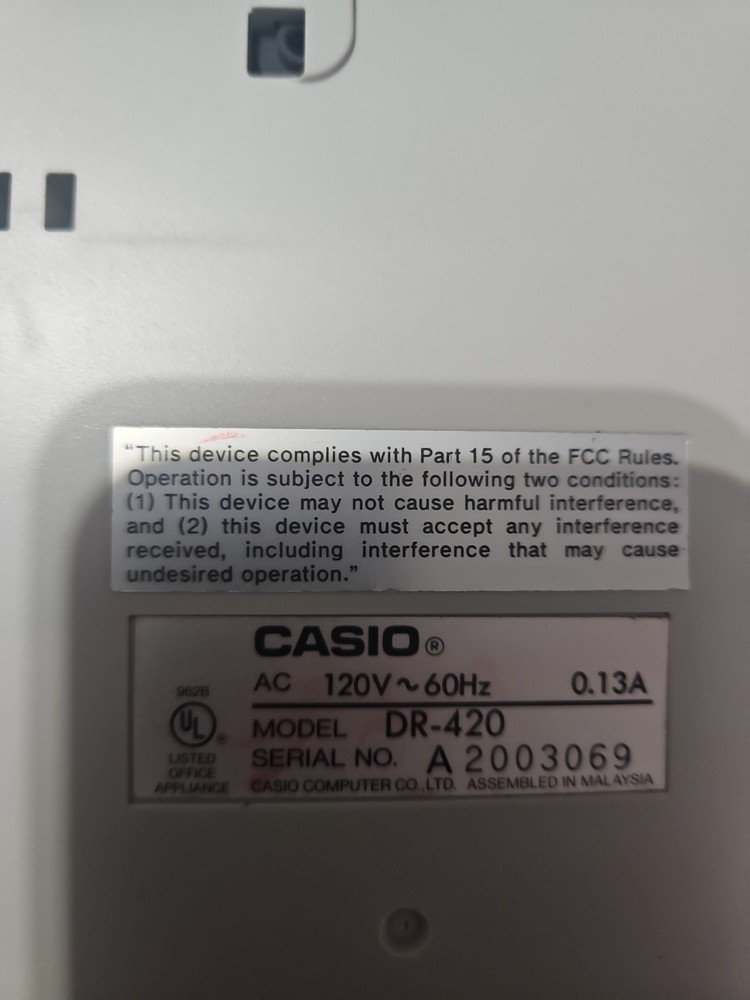 “This device complies with Part 15 of the FCC Rules.
Operation is subject to the following two conditions:
(1) This device may not cause harmful interference,
and (2) this device must accept any interference
received, including interference that may cause
undesired operation.”
CASIO®
AC 120V~60Hz 0.13A
962B
UL®
LISTED
OFFICE
APPLIANCE
MODEL DR-420
SERIAL NO. A 2003069
CASIO COMPUTER CO.,LTD. ASSEMBLED IN MALAYSIA